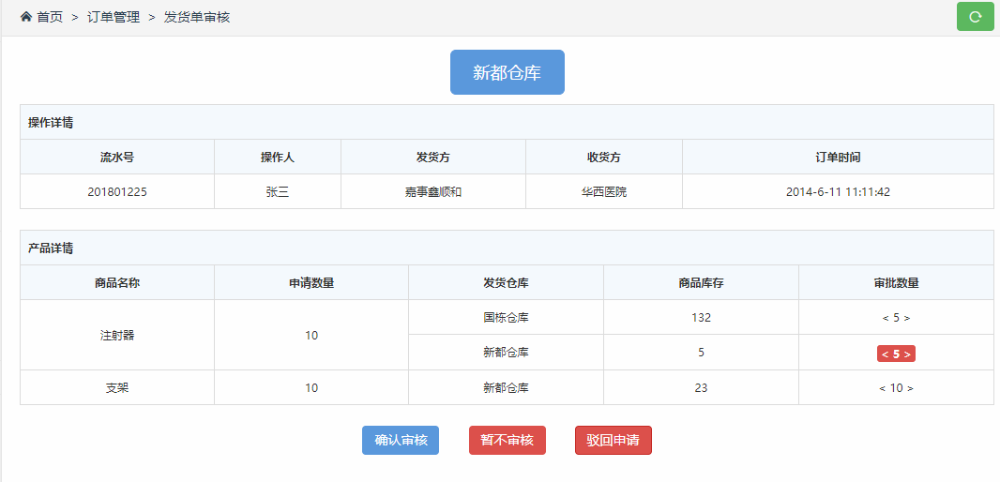 首页 > 订单管理 > 发货单审核
新都仓库
操作详情
流水号 操作人 发货方 收货方 订单时间
201801225 张三 嘉事鑫顺和 华西医院 2014-6-11 11:11:42
产品详情
商品名称 申请数量 发货仓库 商品库存 审批数量
注射器 10 国栋仓库 132 < 5 >
新都仓库 5 < 5 >
支架 10 新都仓库 23 < 10 >
确认审核 暂不审核 驳回申请